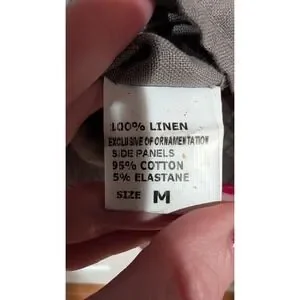 100% LINEN
EXCLUSIVE OF ORNAMENTATION
SIDE PANELS
95% COTTON
5% ELASTANE
SIZE M